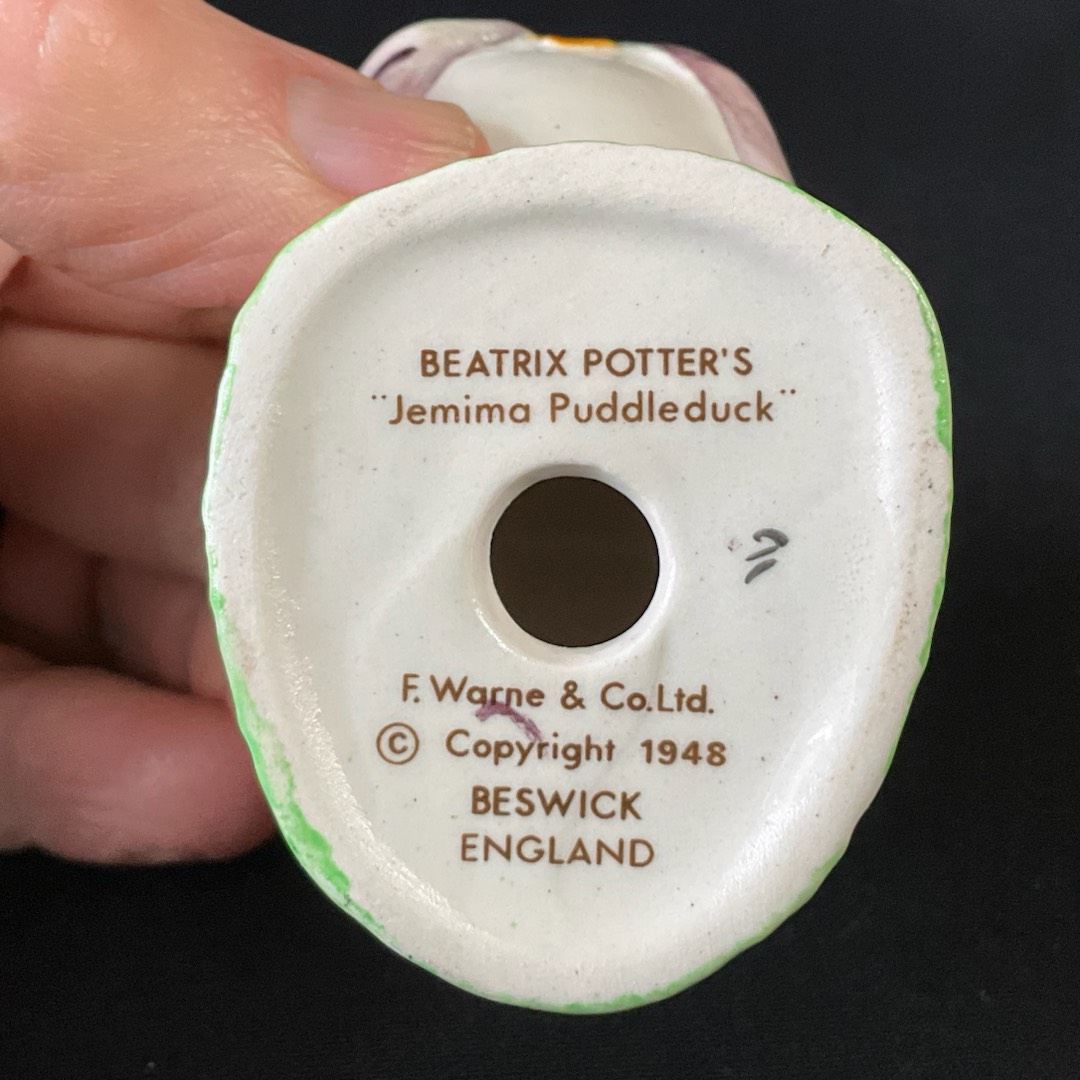 BEATRIX POTTER'S
"Jemima Puddleduck"
F. Warne & Co.Ltd.
© Copyright 1948
BESWICK
ENGLAND